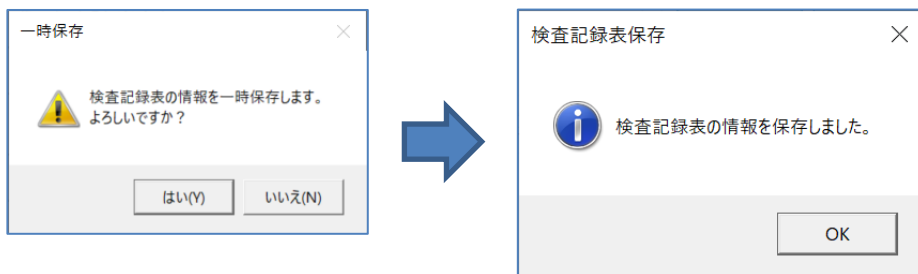 一時保存
検査記録表の情報を一時保存します。
よろしいですか？
はい(Y)
いいえ(N)
検査記録表保存
検査記録表の情報を保存しました。
OK